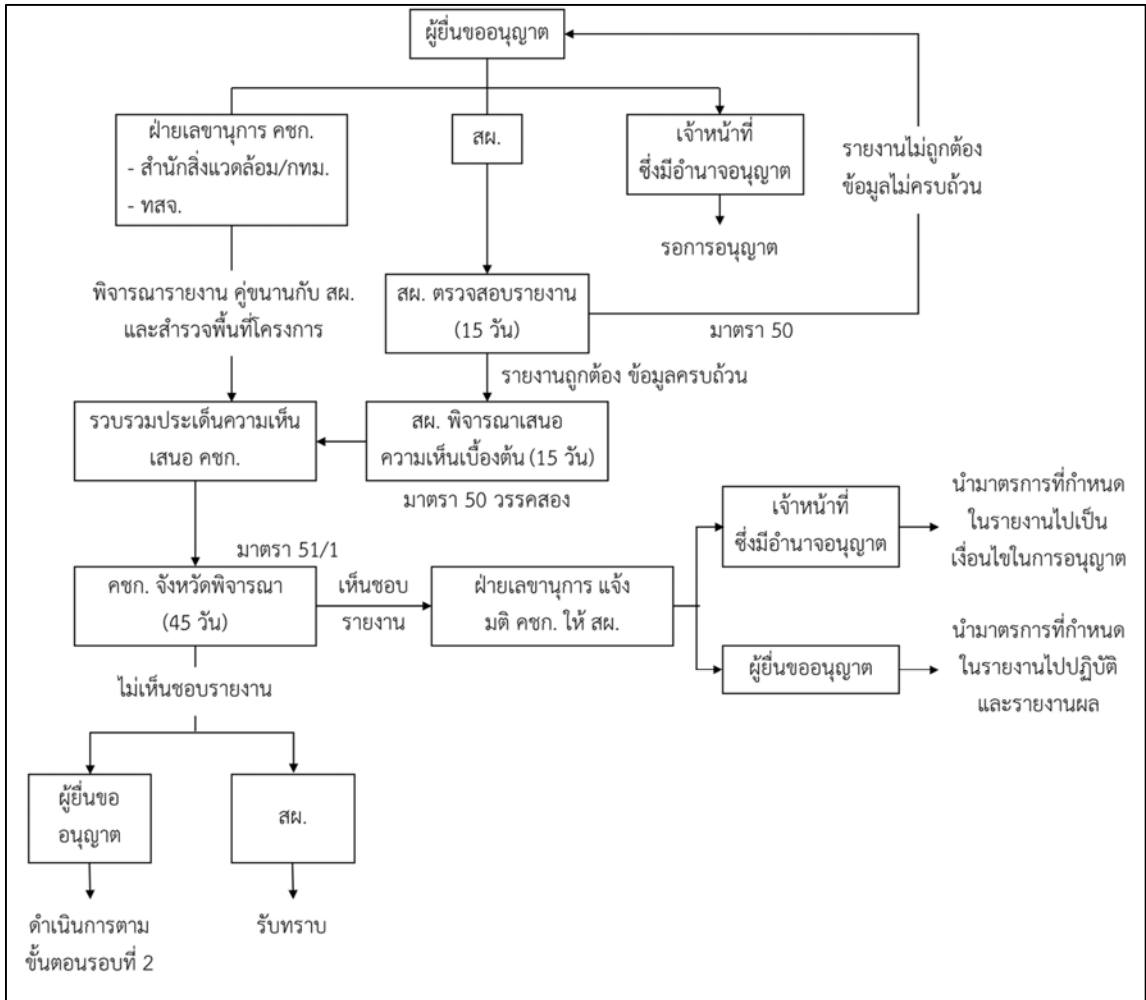 ผู้ยื่นขออนุญาต
ฝ่ายเลขานุการ คชก.
- สำนักสิ่งแวดล้อม/กทม.
- ทสจ.
สผ.
เจ้าหน้าที่
ซึ่งมีอำนาจอนุญาต
รอการอนุญาต
รายงานไม่ถูกต้อง
ข้อมูลไม่ครบถ้วน
พิจารณารายงาน คู่ขนานกับ สผ.
และสำรวจพื้นที่โครงการ
สผ. ตรวจสอบรายงาน
(15 วัน)
มาตรา 50
รายงานถูกต้อง ข้อมูลครบถ้วน
รวบรวมประเด็นความเห็น
เสนอ คชก.
สผ. พิจารณาเสนอ
ความเห็นเบื้องต้น (15 วัน)
มาตรา 50 วรรคสอง
มาตรา 51/1
คชก. จังหวัดพิจารณา
(45 วัน)
เห็นชอบ
รายงาน
ฝ่ายเลขานุการ แจ้ง
มติ คชก. ให้ สผ.
เจ้าหน้าที่
ซึ่งมีอำนาจอนุญาต
นำมาตรการที่กำหนด
ในรายงานไปเป็น
เงื่อนไขในการอนุญาต
ผู้ยื่นขออนุญาต
นำมาตรการที่กำหนด
ในรายงานไปปฏิบัติ
และรายงานผล
ไม่เห็นชอบรายงาน
ผู้ยื่นขอ
อนุญาต
สผ.
ดำเนินการตาม
ขั้นตอนรอบที่ 2
รับทราบ